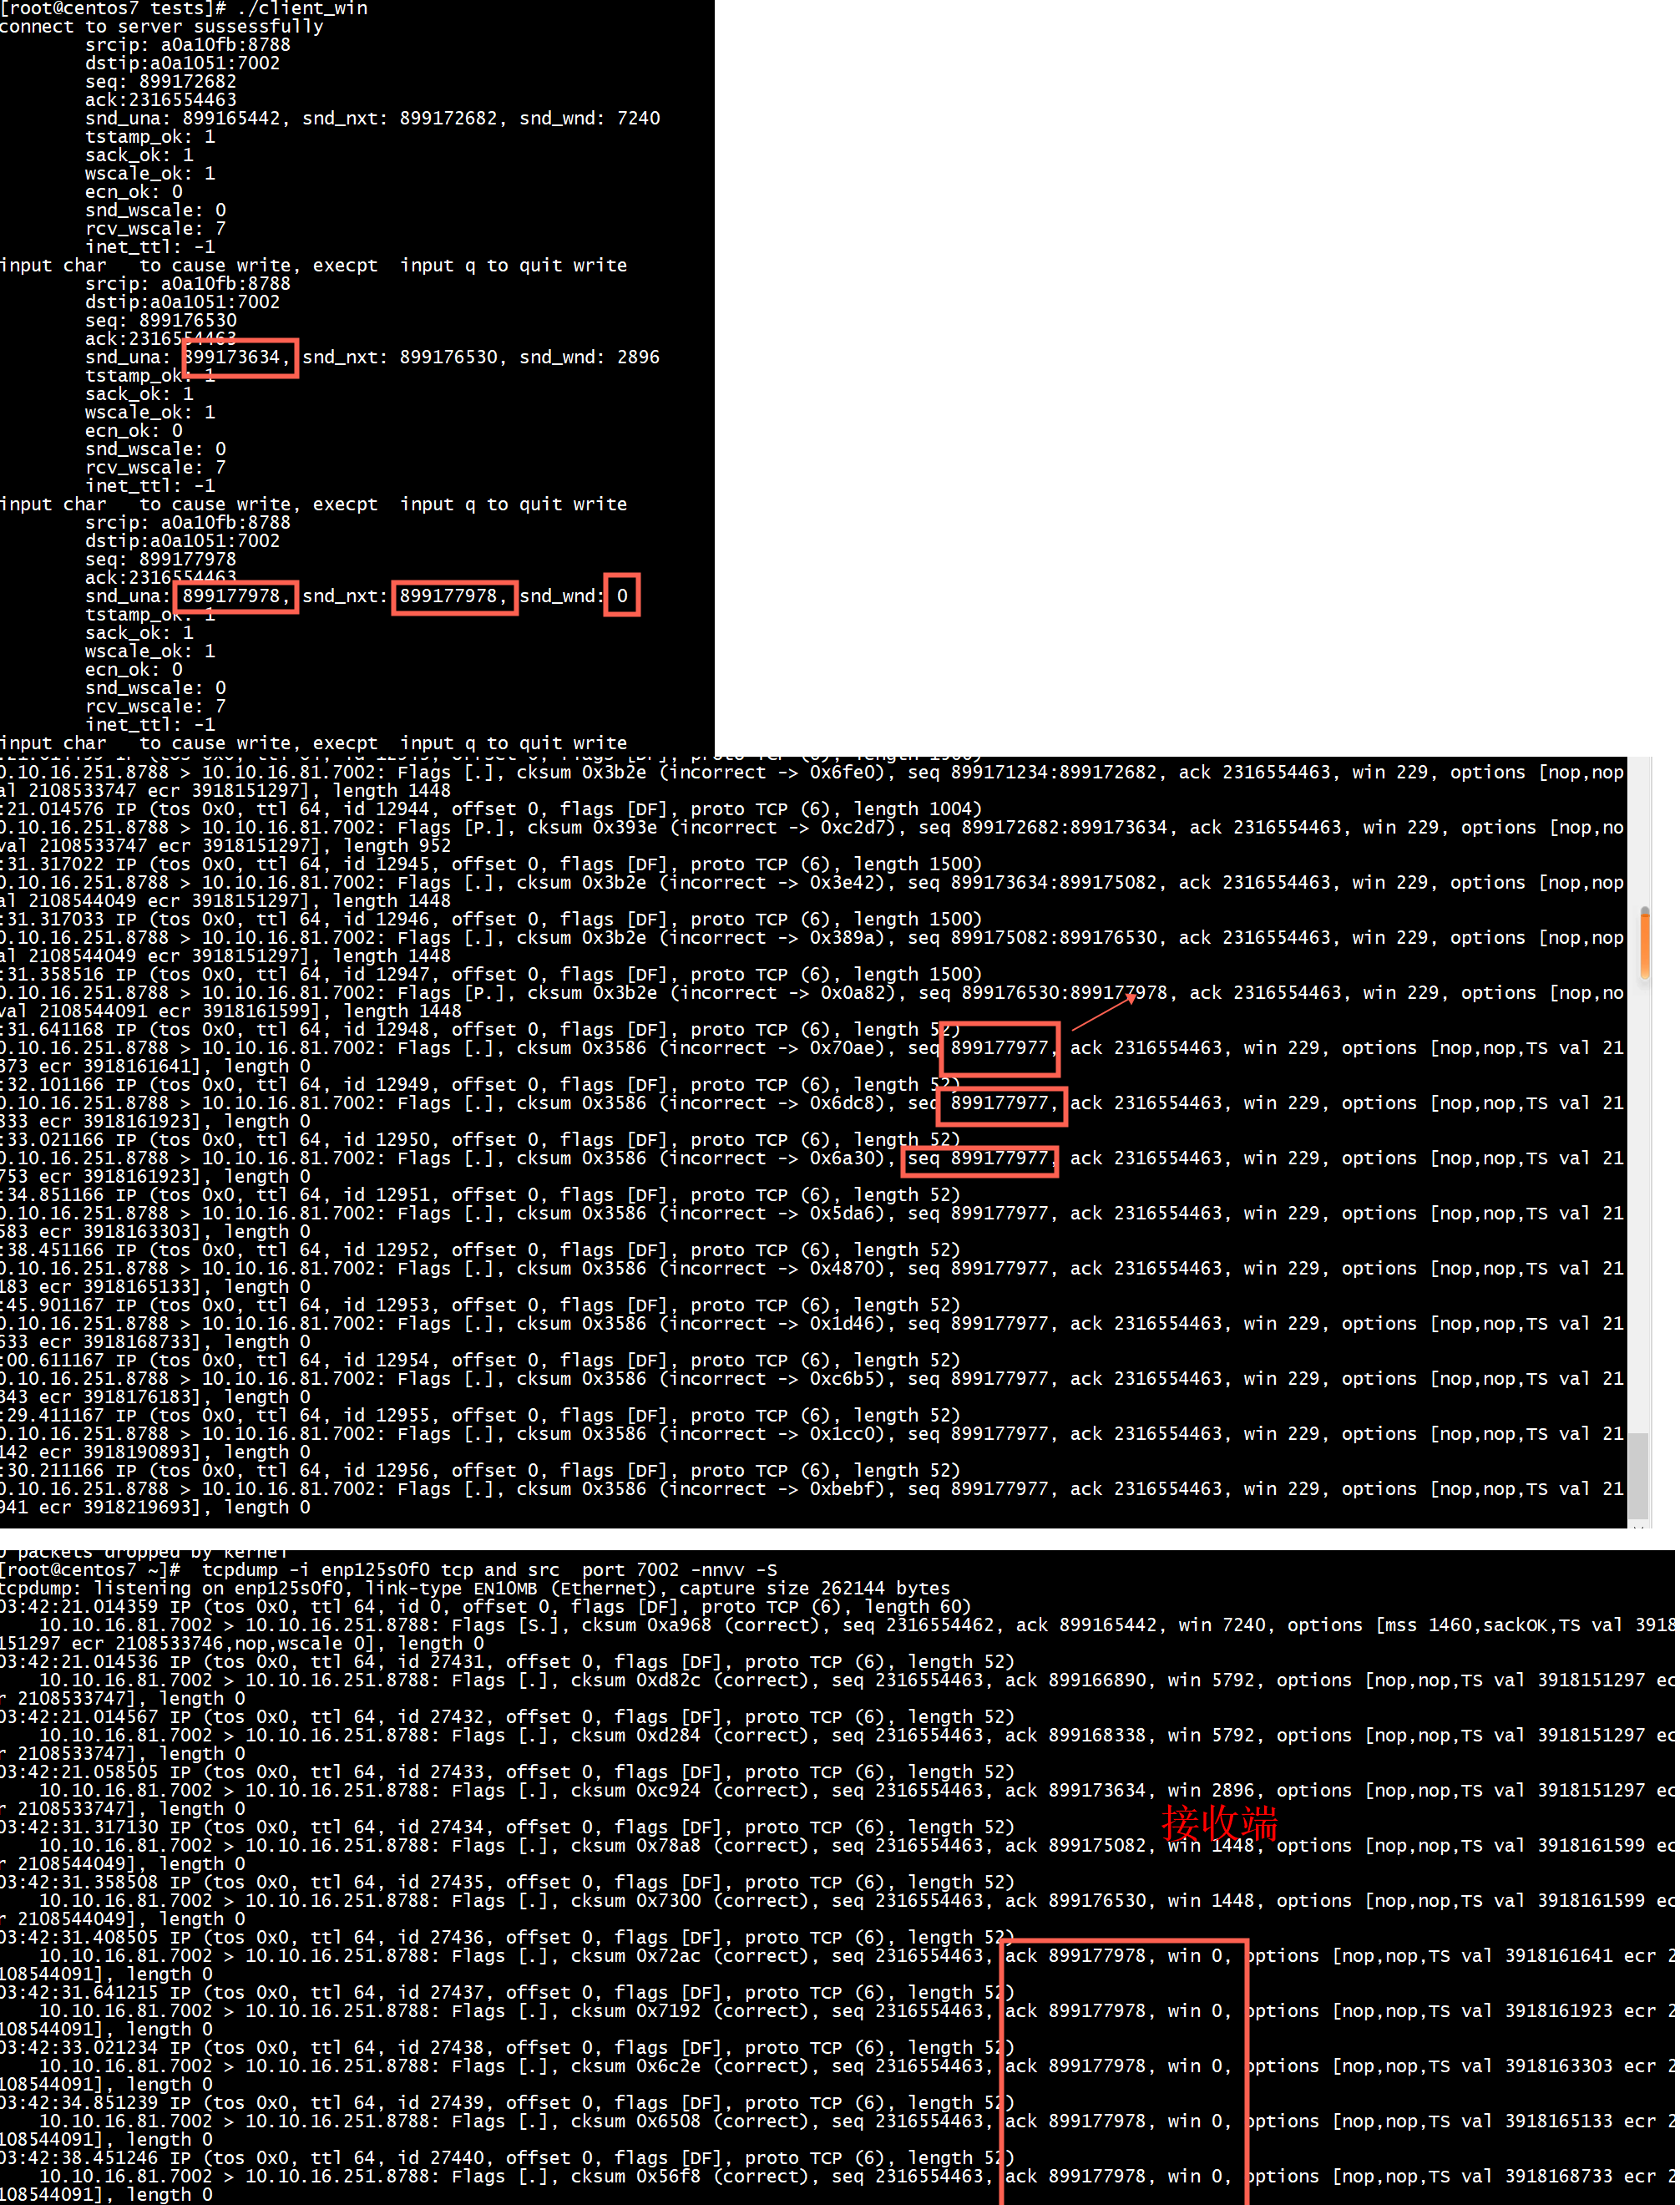 [root@centos7 tests]# ./client_win
connect to server sussessfully
srcip: a0a10fb:8788
dstip:a0a1051:7002
seq: 899172682
ack:2316554463
snd_una: 899165442, snd_nxt: 899172682, snd_wnd: 7240
tstamp_ok: 1
sack_ok: 1
wscale_ok: 1
ecn_ok: 0
snd_wscale: 0
rcv_wscale: 7
inet_ttl: -1
input char   to cause write, execpt  input q to quit write
srcip: a0a10fb:8788
dstip:a0a1051:7002
seq: 899176530
ack:2316554463
snd_una: 899173634, snd_nxt: 899176530, snd_wnd: 2896
tstamp_ok: 1
sack_ok: 1
wscale_ok: 1
ecn_ok: 0
snd_wscale: 0
rcv_wscale: 7
inet_ttl: -1
input char   to cause write, execpt  input q to quit write
srcip: a0a10fb:8788
dstip:a0a1051:7002
seq: 899177978
ack:2316554463
snd_una: 899177978, snd_nxt: 899177978, snd_wnd: 0
tstamp_ok: 1
sack_ok: 1
wscale_ok: 1
ecn_ok: 0
snd_wscale: 0
rcv_wscale: 7
inet_ttl: -1
input char   to cause write, execpt  input q to quit write
0.10.16.251.8788 > 10.10.16.81.7002: Flags [.], cksum 0x3b2e (incorrect -> 0x6fe0), seq 899171234:899172682, ack 2316554463, win 229, options [nop,nop
al 2108533747 ecr 3918151297], length 1448
:21.014576 IP (tos 0x0, ttl 64, id 12944, offset 0, flags [DF], proto TCP (6), length 1004)
0.10.16.251.8788 > 10.10.16.81.7002: Flags [P.], cksum 0x393e (incorrect -> 0xc2d7), seq 899172682:899173634, ack 2316554463, win 229, options [nop,no
val 2108533747 ecr 3918151297], length 952
:31.317022 IP (tos 0x0, ttl 64, id 12945, offset 0, flags [DF], proto TCP (6), length 1500)
0.10.16.251.8788 > 10.10.16.81.7002: Flags [.], cksum 0x3b2e (incorrect -> 0x3e42), seq 899173634:899175082, ack 2316554463, win 229, options [nop,nop
al 2108544049 ecr 3918151297], length 1448
:31.317033 IP (tos 0x0, ttl 64, id 12946, offset 0, flags [DF], proto TCP (6), length 1500)
0.10.16.251.8788 > 10.10.16.81.7002: Flags [.], cksum 0x3b2e (incorrect -> 0x389a), seq 899175082:899176530, ack 2316554463, win 229, options [nop,nop
al 2108544049 ecr 3918151297], length 1448
:31.358516 IP (tos 0x0, ttl 64, id 12947, offset 0, flags [DF], proto TCP (6), length 1500)
0.10.16.251.8788 > 10.10.16.81.7002: Flags [P.], cksum 0x3b2e (incorrect -> 0x0a82), seq 899176530:899177978, ack 2316554463, win 229, options [nop,no
val 2108544091 ecr 3918161599], length 1448
:31.641168 IP (tos 0x0, ttl 64, id 12948, offset 0, flags [DF], proto TCP (6), length 52)
0.10.16.251.8788 > 10.10.16.81.7002: Flags [.], cksum 0x3586 (incorrect -> 0x70ae), seq 899177977, ack 2316554463, win 229, options [nop,nop,TS val 21
373 ecr 3918161641], length 0
:32.101166 IP (tos 0x0, ttl 64, id 12949, offset 0, flags [DF], proto TCP (6), length 52)
0.10.16.251.8788 > 10.10.16.81.7002: Flags [.], cksum 0x3586 (incorrect -> 0x6dc8), seq 899177977, ack 2316554463, win 229, options [nop,nop,TS val 21
833 ecr 3918161923], length 0
:33.021166 IP (tos 0x0, ttl 64, id 12950, offset 0, flags [DF], proto TCP (6), length 52)
0.10.16.251.8788 > 10.10.16.81.7002: Flags [.], cksum 0x3586 (incorrect -> 0x6a30), seq 899177977, ack 2316554463, win 229, options [nop,nop,TS val 21
753 ecr 3918161923], length 0
:34.851166 IP (tos 0x0, ttl 64, id 12951, offset 0, flags [DF], proto TCP (6), length 52)
0.10.16.251.8788 > 10.10.16.81.7002: Flags [.], cksum 0x3586 (incorrect -> 0x5da6), seq 899177977, ack 2316554463, win 229, options [nop,nop,TS val 21
583 ecr 3918163303], length 0
:38.451166 IP (tos 0x0, ttl 64, id 12952, offset 0, flags [DF], proto TCP (6), length 52)
0.10.16.251.8788 > 10.10.16.81.7002: Flags [.], cksum 0x3586 (incorrect -> 0x4870), seq 899177977, ack 2316554463, win 229, options [nop,nop,TS val 21
183 ecr 3918165133], length 0
:45.901167 IP (tos 0x0, ttl 64, id 12953, offset 0, flags [DF], proto TCP (6), length 52)
0.10.16.251.8788 > 10.10.16.81.7002: Flags [.], cksum 0x3586 (incorrect -> 0x1d46), seq 899177977, ack 2316554463, win 229, options [nop,nop,TS val 21
633 ecr 3918168733], length 0
:00.611167 IP (tos 0x0, ttl 64, id 12954, offset 0, flags [DF], proto TCP (6), length 52)
0.10.16.251.8788 > 10.10.16.81.7002: Flags [.], cksum 0x3586 (incorrect -> 0xc6b5), seq 899177977, ack 2316554463, win 229, options [nop,nop,TS val 21
343 ecr 3918176183], length 0
:29.411167 IP (tos 0x0, ttl 64, id 12955, offset 0, flags [DF], proto TCP (6), length 52)
0.10.16.251.8788 > 10.10.16.81.7002: Flags [.], cksum 0x3586 (incorrect -> 0x1cc0), seq 899177977, ack 2316554463, win 229, options [nop,nop,TS val 21
142 ecr 3918190893], length 0
:30.211166 IP (tos 0x0, ttl 64, id 12956, offset 0, flags [DF], proto TCP (6), length 52)
0.10.16.251.8788 > 10.10.16.81.7002: Flags [.], cksum 0x3586 (incorrect -> 0xbebf), seq 899177977, ack 2316554463, win 229, options [nop,nop,TS val 21
941 ecr 3918219693], length 0
0 packets dropped by kernel
[root@centos7 ~]#  tcpdump -i enp125s0f0 tcp and src  port 7002 -nnvv -S
tcpdump: listening on enp125s0f0, link-type EN10MB (Ethernet), capture size 262144 bytes
03:42:21.014359 IP (tos 0x0, ttl 64, id 0, offset 0, flags [DF], proto TCP (6), length 60)
10.10.16.81.7002 > 10.10.16.251.8788: Flags [S.], cksum 0xa968 (correct), seq 2316554462, ack 899165442, win 7240, options [mss 1460,sackOK,TS val 3918
151297 ecr 2108533746,nop,wscale 0], length 0
03:42:21.014536 IP (tos 0x0, ttl 64, id 27431, offset 0, flags [DF], proto TCP (6), length 52)
10.10.16.81.7002 > 10.10.16.251.8788: Flags [.], cksum 0xd82c (correct), seq 2316554463, ack 899166890, win 5792, options [nop,nop,TS val 3918151297 ec
r 2108533747], length 0
03:42:21.014567 IP (tos 0x0, ttl 64, id 27432, offset 0, flags [DF], proto TCP (6), length 52)
10.10.16.81.7002 > 10.10.16.251.8788: Flags [.], cksum 0xd284 (correct), seq 2316554463, ack 899168338, win 5792, options [nop,nop,TS val 3918151297 ec
r 2108533747], length 0
03:42:21.058505 IP (tos 0x0, ttl 64, id 27433, offset 0, flags [DF], proto TCP (6), length 52)
10.10.16.81.7002 > 10.10.16.251.8788: Flags [.], cksum 0xc924 (correct), seq 2316554463, ack 899173634, win 2896, options [nop,nop,TS val 3918151297 ec
r 2108533747], length 0
接收端
03:42:31.317130 IP (tos 0x0, ttl 64, id 27434, offset 0, flags [DF], proto TCP (6), length 52)
10.10.16.81.7002 > 10.10.16.251.8788: Flags [.], cksum 0x78a8 (correct), seq 2316554463, ack 899175082, win 1448, options [nop,nop,TS val 3918161599 ec
r 2108544049], length 0
03:42:31.358508 IP (tos 0x0, ttl 64, id 27435, offset 0, flags [DF], proto TCP (6), length 52)
10.10.16.81.7002 > 10.10.16.251.8788: Flags [.], cksum 0x7300 (correct), seq 2316554463, ack 899176530, win 1448, options [nop,nop,TS val 3918161599 ec
r 2108544049], length 0
03:42:31.408505 IP (tos 0x0, ttl 64, id 27436, offset 0, flags [DF], proto TCP (6), length 52)
10.10.16.81.7002 > 10.10.16.251.8788: Flags [.], cksum 0x72ac (correct), seq 2316554463, ack 899177978, win 0, options [nop,nop,TS val 3918161641 ecr 2
108544091], length 0
03:42:31.641215 IP (tos 0x0, ttl 64, id 27437, offset 0, flags [DF], proto TCP (6), length 52)
10.10.16.81.7002 > 10.10.16.251.8788: Flags [.], cksum 0x7192 (correct), seq 2316554463, ack 899177978, win 0, options [nop,nop,TS val 3918161923 ecr 2
108544091], length 0
03:42:33.021234 IP (tos 0x0, ttl 64, id 27438, offset 0, flags [DF], proto TCP (6), length 52)
10.10.16.81.7002 > 10.10.16.251.8788: Flags [.], cksum 0x6c2e (correct), seq 2316554463, ack 899177978, win 0, options [nop,nop,TS val 3918163303 ecr 2
108544091], length 0
03:42:34.851239 IP (tos 0x0, ttl 64, id 27439, offset 0, flags [DF], proto TCP (6), length 52)
10.10.16.81.7002 > 10.10.16.251.8788: Flags [.], cksum 0x6508 (correct), seq 2316554463, ack 899177978, win 0, options [nop,nop,TS val 3918165133 ecr 2
108544091], length 0
03:42:38.451246 IP (tos 0x0, ttl 64, id 27440, offset 0, flags [DF], proto TCP (6), length 52)
10.10.16.81.7002 > 10.10.16.251.8788: Flags [.], cksum 0x56f8 (correct), seq 2316554463, ack 899177978, win 0, options [nop,nop,TS val 3918168733 ecr 2
108544091], length 0